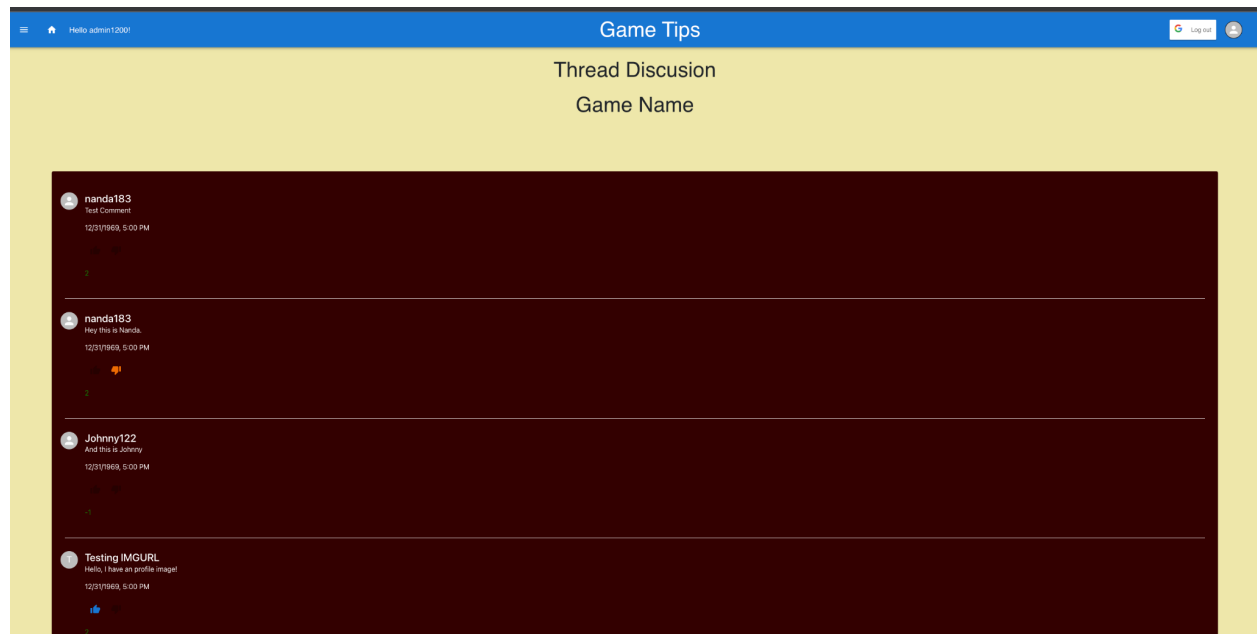 Hello admin1200!
Game Tips
Log out
Thread Discusion
Game Name
nanda183
Test Comment
12/31/1969, 5:00 PM
3
nanda183
Hey this is Nanda.
12/31/1969, 5:00 PM
2
Johnny122
And this is Johnny
12/31/1969, 5:00 PM
-1
T
Testing IMGURL
Hello, I have an profile image!
12/31/1969, 5:00 PM